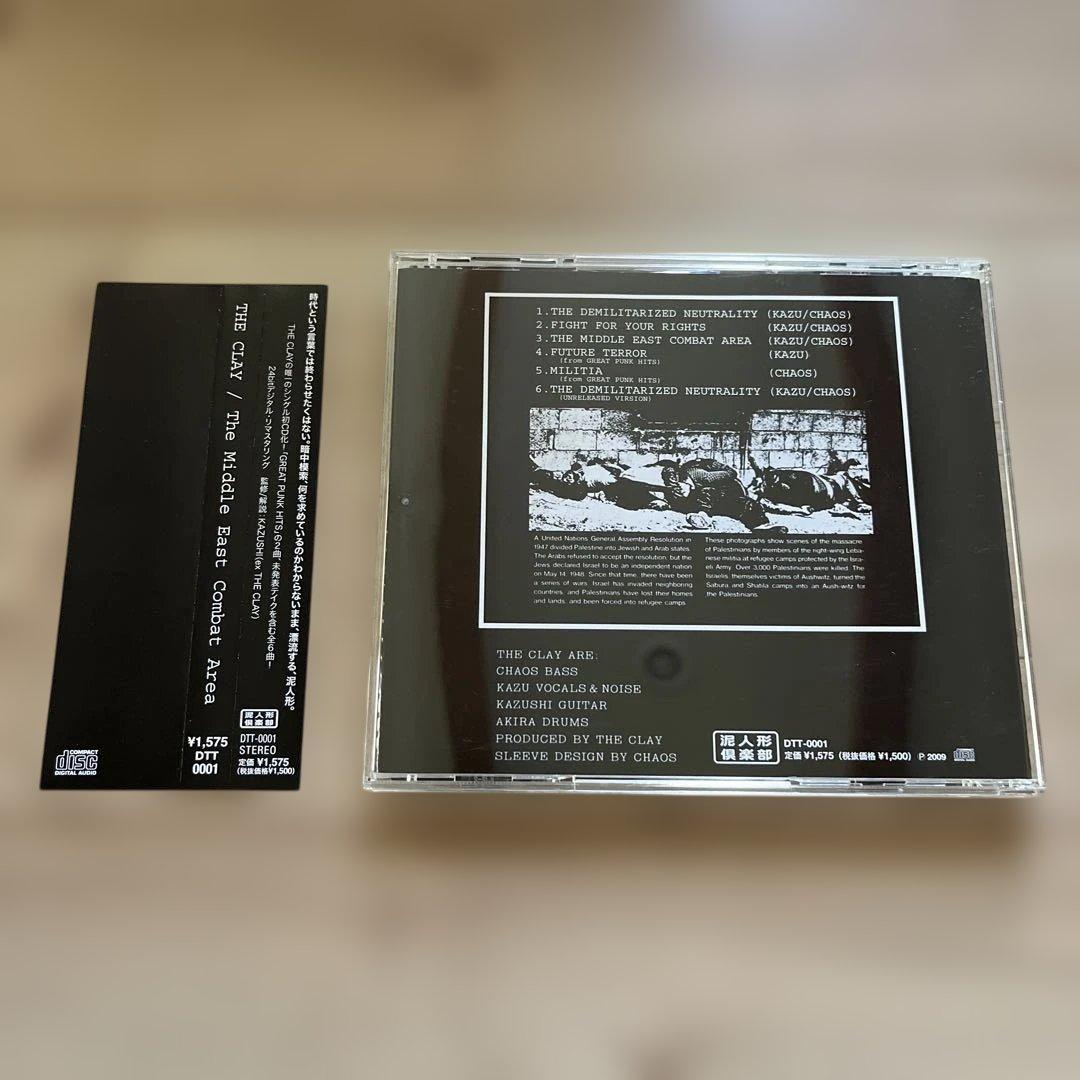 時代という言葉では終わらせたくはない。暗中模索、何を求めているのかわからないまま、漂流する、泥人形。
THE CLAYの唯一のシングル初CD化！「GREAT PUNK HITS」の2曲、未発表テイクを含む全6曲！
24bitデジタル・リマスタリング 監修/解説：KAZUSHI(ex THE CLAY)
THE CLAY / The Middle East Combat Area
泥人形
倶楽部
DTT-0001
STEREO
定価 ¥1,575
(税抜価格 ¥1,500)
¥1,575
DTT
0001
COMPACT
disc
DIGITAL AUDIO
1.THE DEMILITARIZED NEUTRALITY (KAZU/CHAOS)
2.FIGHT FOR YOUR RIGHTS (KAZU/CHAOS)
3.THE MIDDLE EAST COMBAT AREA (KAZU/CHAOS)
4.FUTURE TERROR (KAZU)
(from GREAT PUNK HITS)
5.MILITIA (CHAOS)
(from GREAT PUNK HITS)
6.THE DEMILITARIZED NEUTRALITY (KAZU/CHAOS)
(UNRELEASED VIRSION)
A United Nations General Assembly Resolution in
1947 divided Palestine into Jewish and Arab states.
The Arabs refused to accept the resolution, but the
Jews declared Israel to be an independent nation
on May 14, 1948. Since that time, there have been
a series of wars. Israel has invaded neighboring
countries, and Palestinians have lost their homes
and lands, and been forced into refugee camps.
These photographs show scenes of the massacre
of Palestinians by members of the right-wing Leba-
nese militia at refugee camps protected by the Isra-
eli Army. Over 3,000 Palestinians were killed. The
Israelis, themselves victims of Aushwitz, turned the
Sabura and Shatila camps into an Aush-witz for
the Palestinians.
THE CLAY ARE:
CHAOS BASS
KAZU VOCALS & NOISE
KAZUSHI GUITAR
AKIRA DRUMS
PRODUCED BY THE CLAY
SLEEVE DESIGN BY CHAOS
泥人形
倶楽部
DTT-0001
定価 ¥1,575 (税抜価格 ¥1,500) Ⓟ 2009
disc